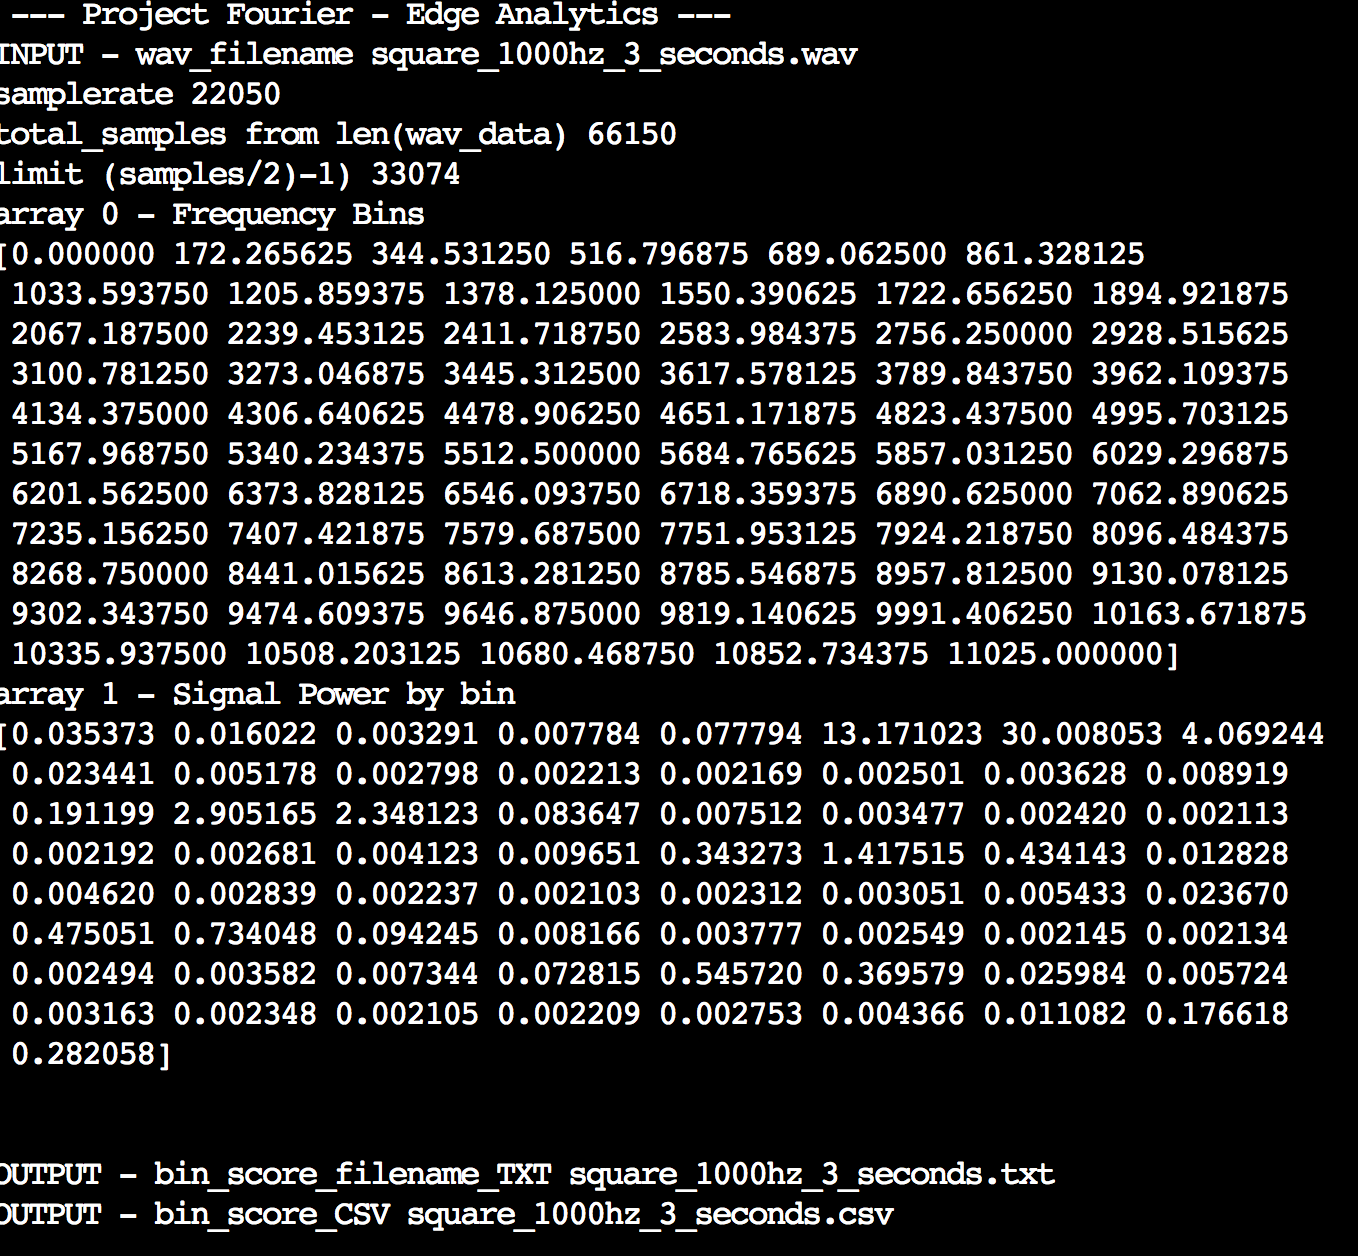 --- Project Fourier - Edge Analytics ---
INPUT - wav_filename square_1000hz_3_seconds.wav
samplerate 22050
total_samples from len(wav_data) 66150
limit (samples/2)-1) 33074
array 0 - Frequency Bins
[0.000000 172.265625 344.531250 516.796875 689.062500 861.328125
1033.593750 1205.859375 1378.125000 1550.390625 1722.656250 1894.921875
2067.187500 2239.453125 2411.718750 2583.984375 2756.250000 2928.515625
3100.781250 3273.046875 3445.312500 3617.578125 3789.843750 3962.109375
4134.375000 4306.640625 4478.906250 4651.171875 4823.437500 4995.703125
5167.968750 5340.234375 5512.500000 5684.765625 5857.031250 6029.296875
6201.562500 6373.828125 6546.093750 6718.359375 6890.625000 7062.890625
7235.156250 7407.421875 7579.687500 7751.953125 7924.218750 8096.484375
8268.750000 8441.015625 8613.281250 8785.546875 8957.812500 9130.078125
9302.343750 9474.609375 9646.875000 9819.140625 9991.406250 10163.671875
10335.937500 10508.203125 10680.468750 10852.734375 11025.000000]
array 1 - Signal Power by bin
[0.035373 0.016022 0.003291 0.007784 0.077794 13.171023 30.008053 4.069244
0.023441 0.005178 0.002798 0.002213 0.002169 0.002501 0.003628 0.008919
0.191199 2.905165 2.348123 0.083647 0.007512 0.003477 0.002420 0.002113
0.002192 0.002681 0.004123 0.009651 0.343273 1.417515 0.434143 0.012828
0.004620 0.002839 0.002237 0.002103 0.002312 0.003051 0.005433 0.023670
0.475051 0.734048 0.094245 0.008166 0.003777 0.002549 0.002145 0.002134
0.002494 0.003582 0.007344 0.072815 0.545720 0.369579 0.025984 0.005724
0.003163 0.002348 0.002105 0.002209 0.002753 0.004366 0.011082 0.176618
0.282058]
OUTPUT - bin_score_filename_TXT square_1000hz_3_seconds.txt
OUTPUT - bin_score_CSV square_1000hz_3_seconds.csv